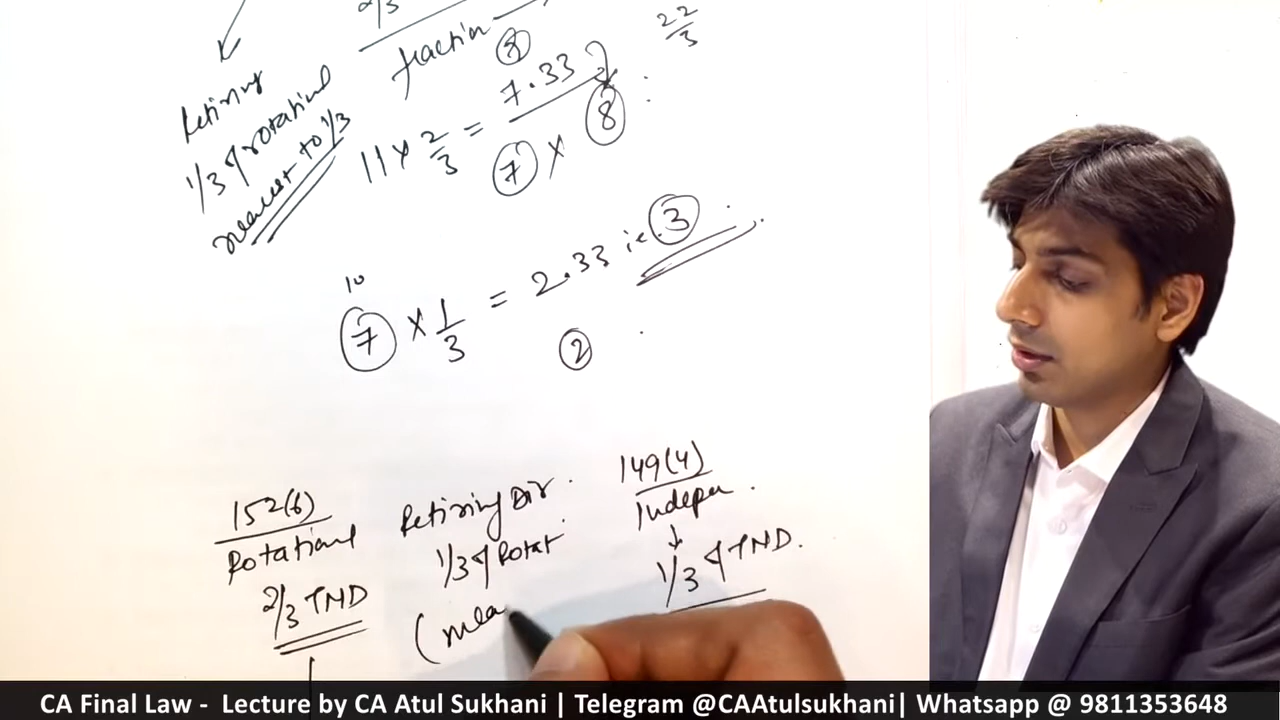 2/3
fraction
8
22/3
Retiring
1/3 of rotational
nearest to 1/3
11 × 2/3 = 7.33
7 × 8
10
7 × 1/3 = 2.33 i.e. 3
2
152(6)
Rotational
2/3 TND
Retiring Dir.
1/3 of Rotat
(nea
149(4)
Indepen.
1/3 of TND.
CA Final Law - Lecture by CA Atul Sukhani | Telegram @CAAtulsukhani| Whatsapp @ 9811353648